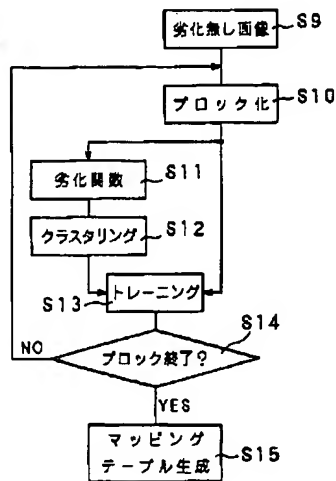 劣化無し画像
S9
ブロック化
S10
劣化関数
S11
クラスタリング
S12
トレーニング
S13
ブロック終了?
S14
NO
YES
マッピング
テーブル生成
S15